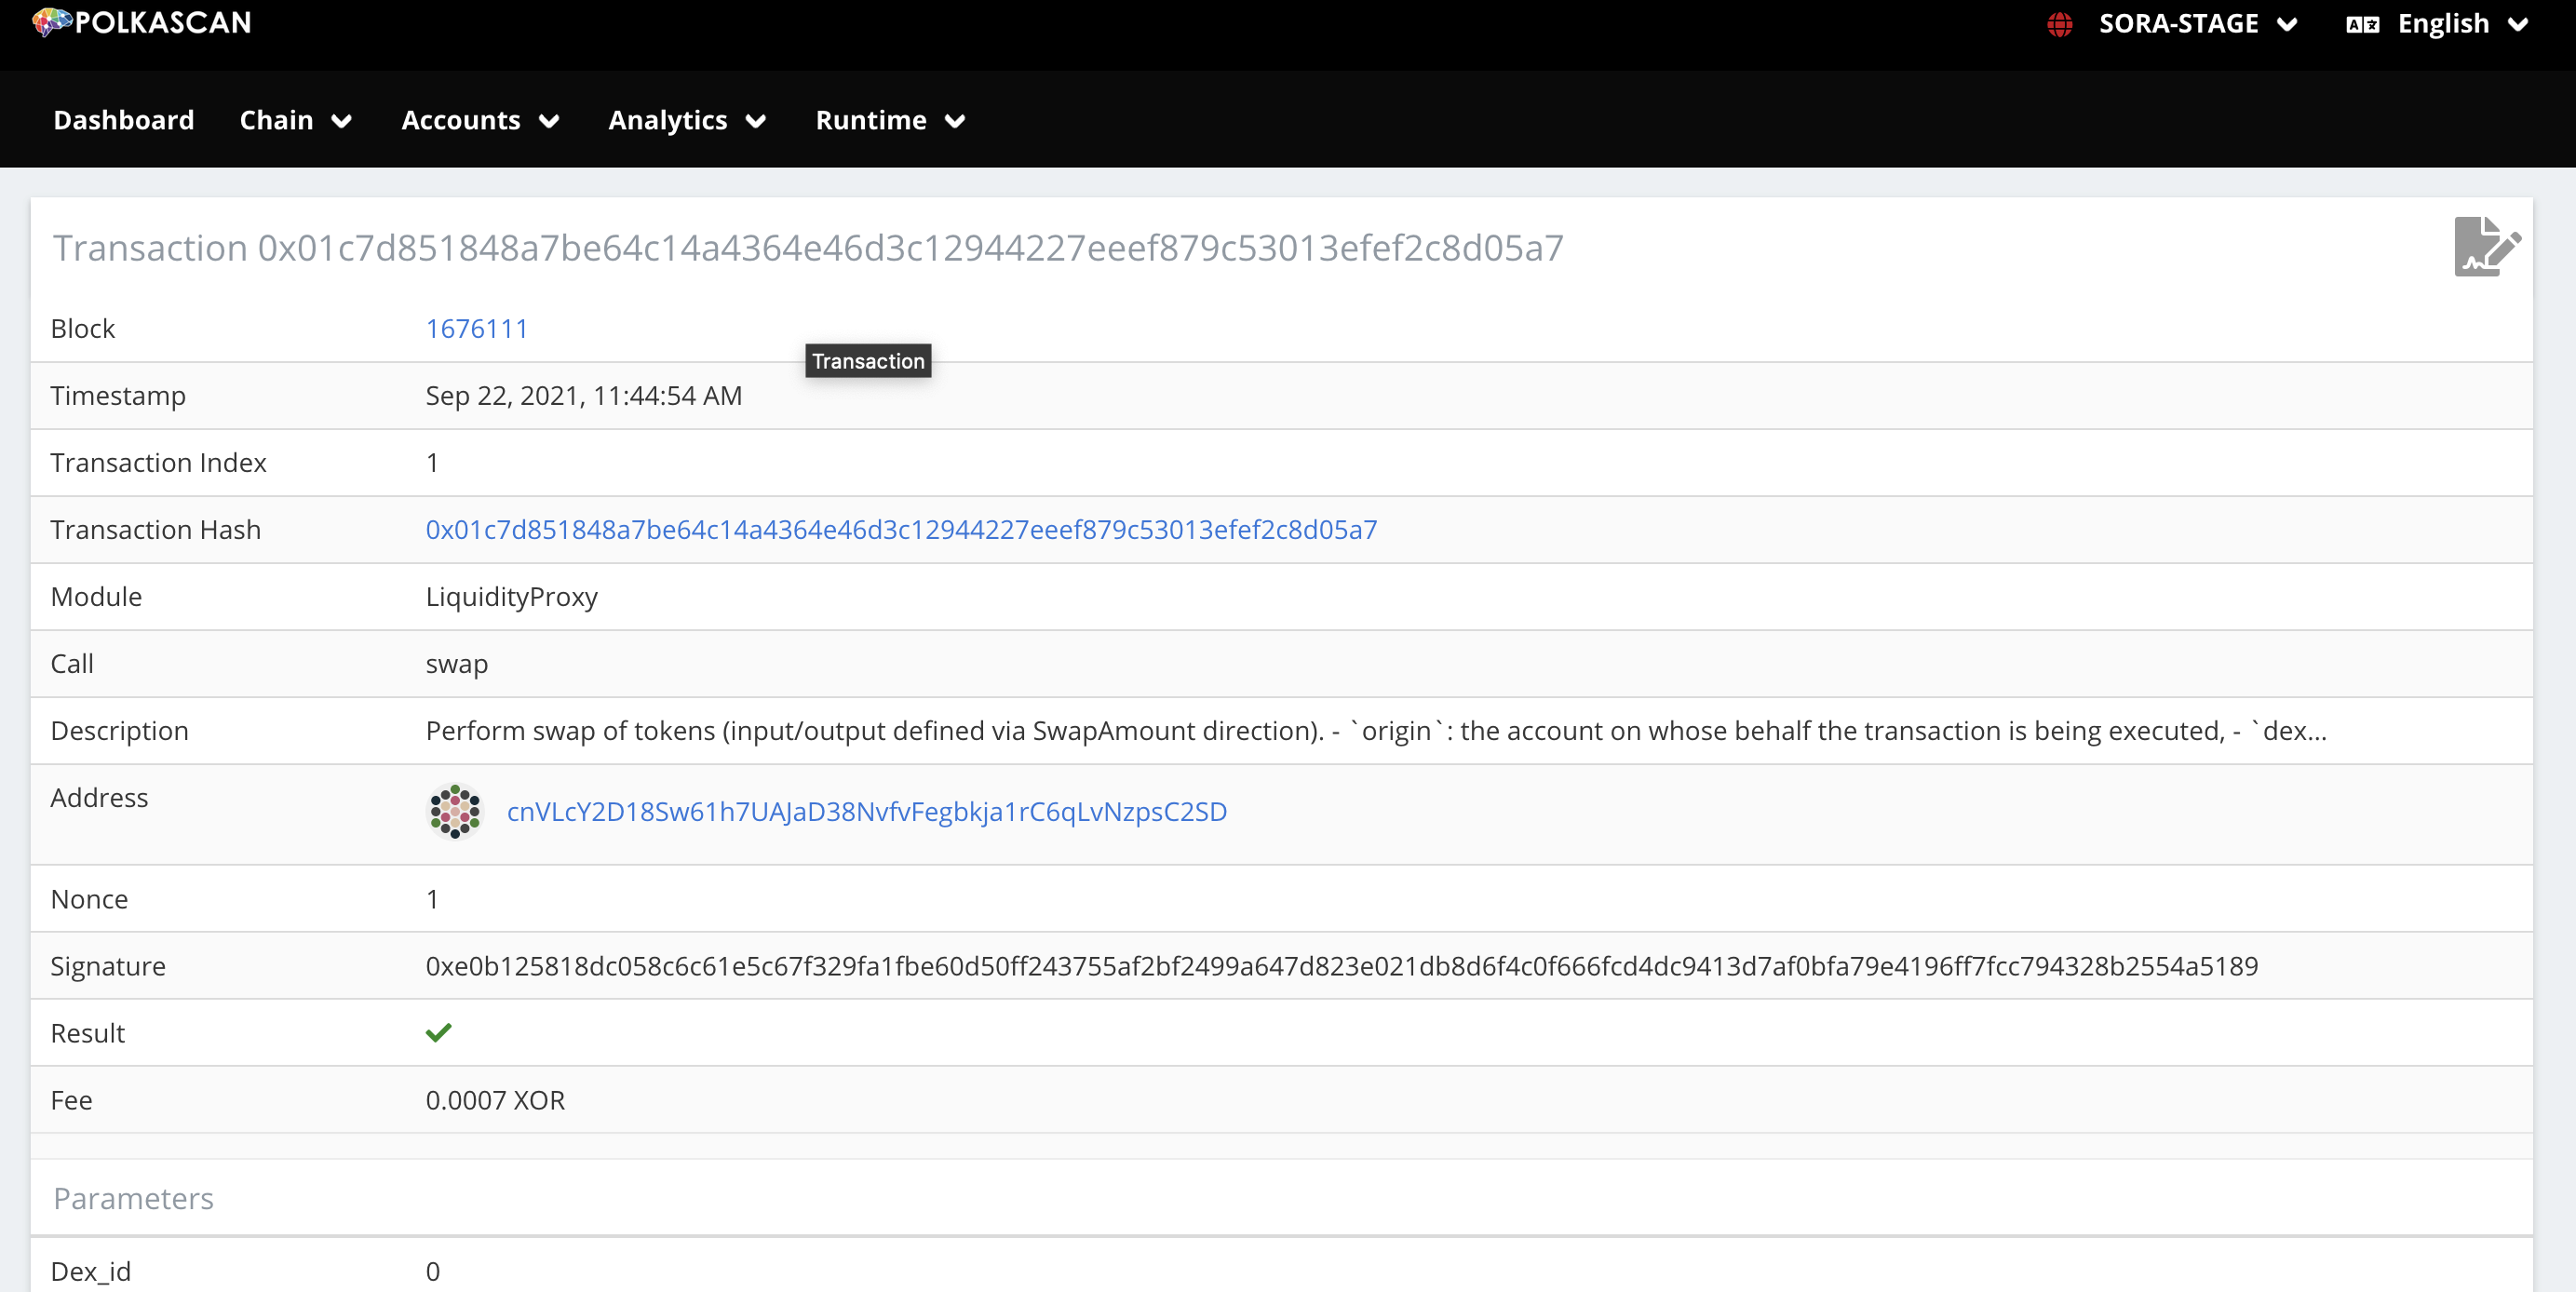 POLKASCAN
SORA-STAGE
English
Dashboard Chain Accounts Analytics Runtime
Transaction 0x01c7d851848a7be64c14a4364e46d3c12944227eeef879c53013efef2c8d05a7
Block 1676111
Transaction
Timestamp Sep 22, 2021, 11:44:54 AM
Transaction Index 1
Transaction Hash 0x01c7d851848a7be64c14a4364e46d3c12944227eeef879c53013efef2c8d05a7
Module LiquidityProxy
Call swap
Description Perform swap of tokens (input/output defined via SwapAmount direction). - `origin`: the account on whose behalf the transaction is being executed, - `dex...
Address cnVLcY2D18Sw61h7UAJaD38NvfvFegbkja1rC6qLvNzpsC2SD
Nonce 1
Signature 0xe0b125818dc058c6c61e5c67f329fa1fbe60d50ff243755af2bf2499a647d823e021db8d6f4c0f666fcd4dc9413d7af0bfa79e4196ff7fcc794328b2554a5189
Result
Fee 0.0007 XOR
Parameters
Dex_id 0